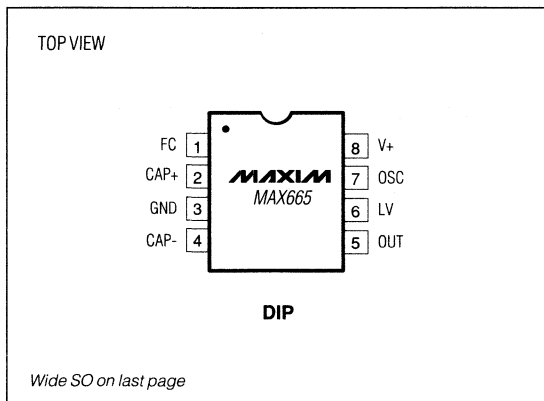 TOP VIEW
FC 1 8 V+
CAP+ 2 MAXIM 7 OSC
MAX665
GND 3 6 LV
CAP- 4 5 OUT
DIP
Wide SO on last page